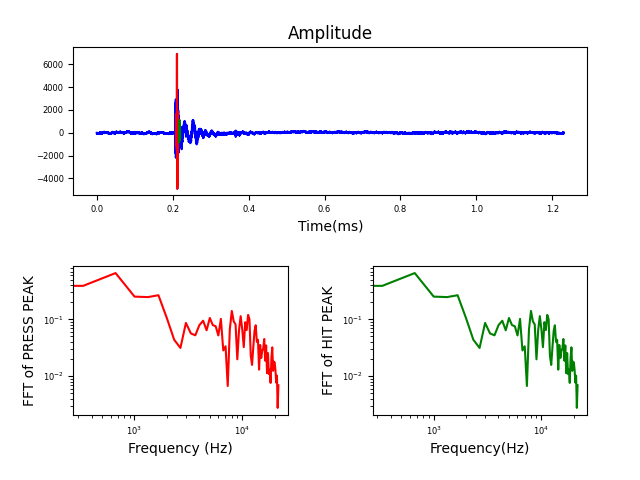 Amplitude
6000
4000
2000
0
−2000
−4000
0.0 0.2 0.4 0.6 0.8 1.0 1.2
Time(ms)
FFT of PRESS PEAK
10⁻¹
10⁻²
10³ 10⁴
Frequency (Hz)
FFT of HIT PEAK
10⁻¹
10⁻²
10³ 10⁴
Frequency(Hz)